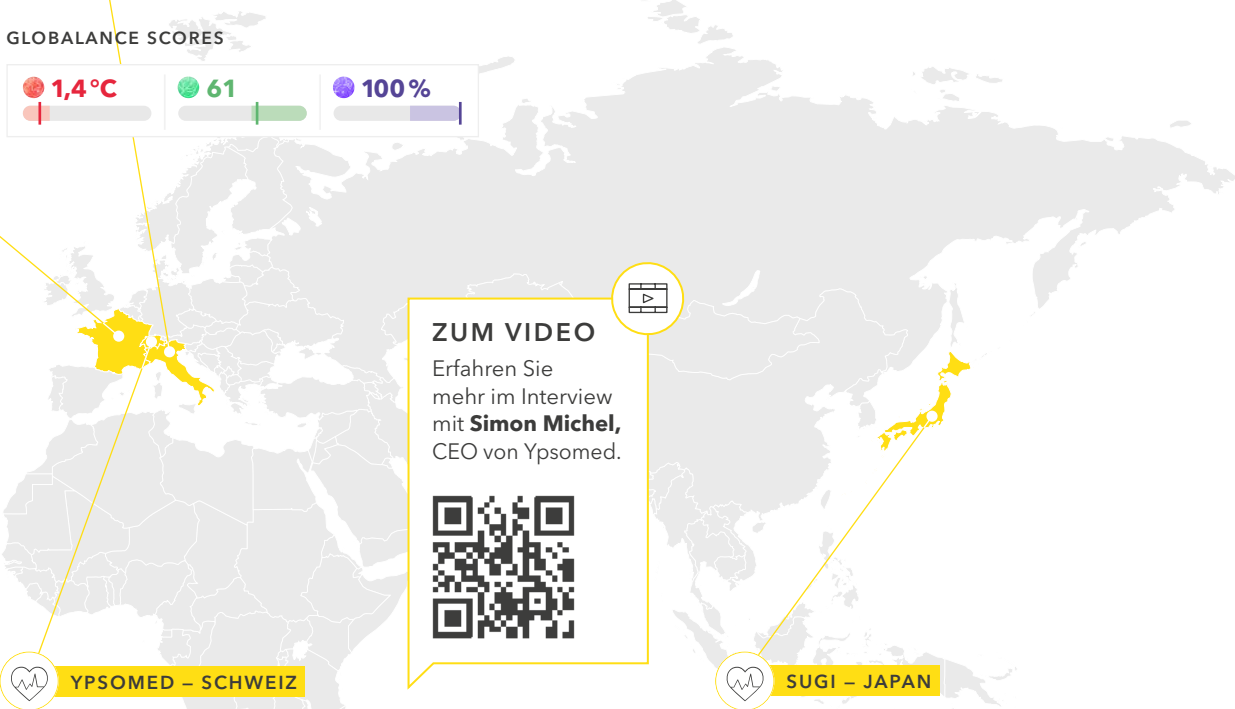 GLOBALANCE SCORES
1,4 °C
61
100 %
ZUM VIDEO
Erfahren Sie
mehr im Interview
mit Simon Michel,
CEO von Ypsomed.
YPSOMED – SCHWEIZ
SUGI – JAPAN